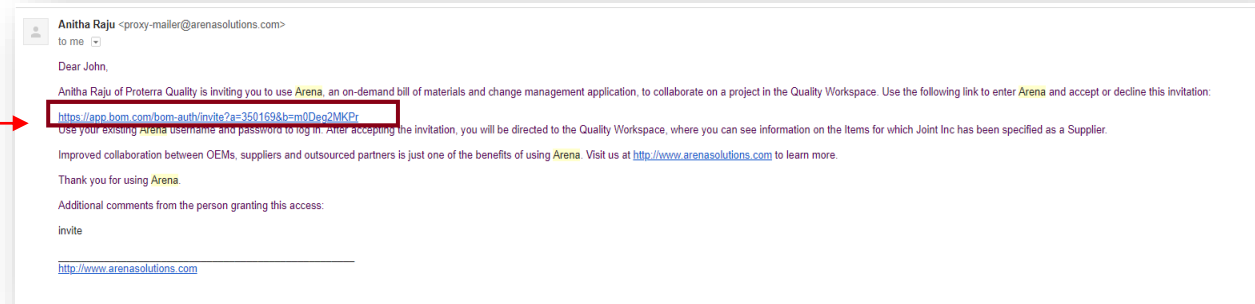 Anitha Raju <proxy-mailer@arenasolutions.com>
to me
Dear John,
Anitha Raju of Proterra Quality is inviting you to use Arena, an on-demand bill of materials and change management application, to collaborate on a project in the Quality Workspace. Use the following link to enter Arena and accept or decline this invitation:
https://app.bom.com/bom-auth/invite?a=350169&b=m0Deg2MKPr
Use your existing Arena username and password to log in. After accepting the invitation, you will be directed to the Quality Workspace, where you can see information on the Items for which Joint Inc has been specified as a Supplier.
Improved collaboration between OEMs, suppliers and outsourced partners is just one of the benefits of using Arena. Visit us at http://www.arenasolutions.com to learn more.
Thank you for using Arena.
Additional comments from the person granting this access:
invite
http://www.arenasolutions.com